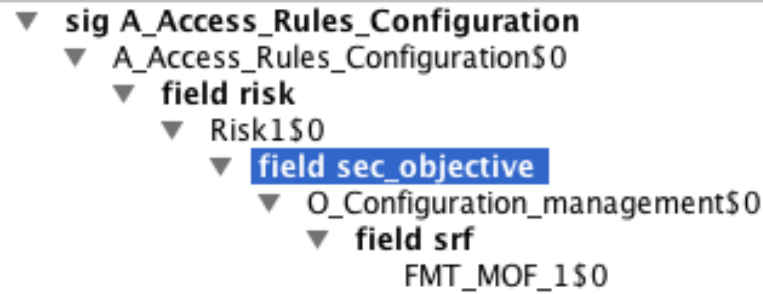 sig A_Access_Rules_Configuration
A_Access_Rules_Configuration$0
field risk
Risk1$0
field sec_objective
O_Configuration_management$0
field srf
FMT_MOF_1$0